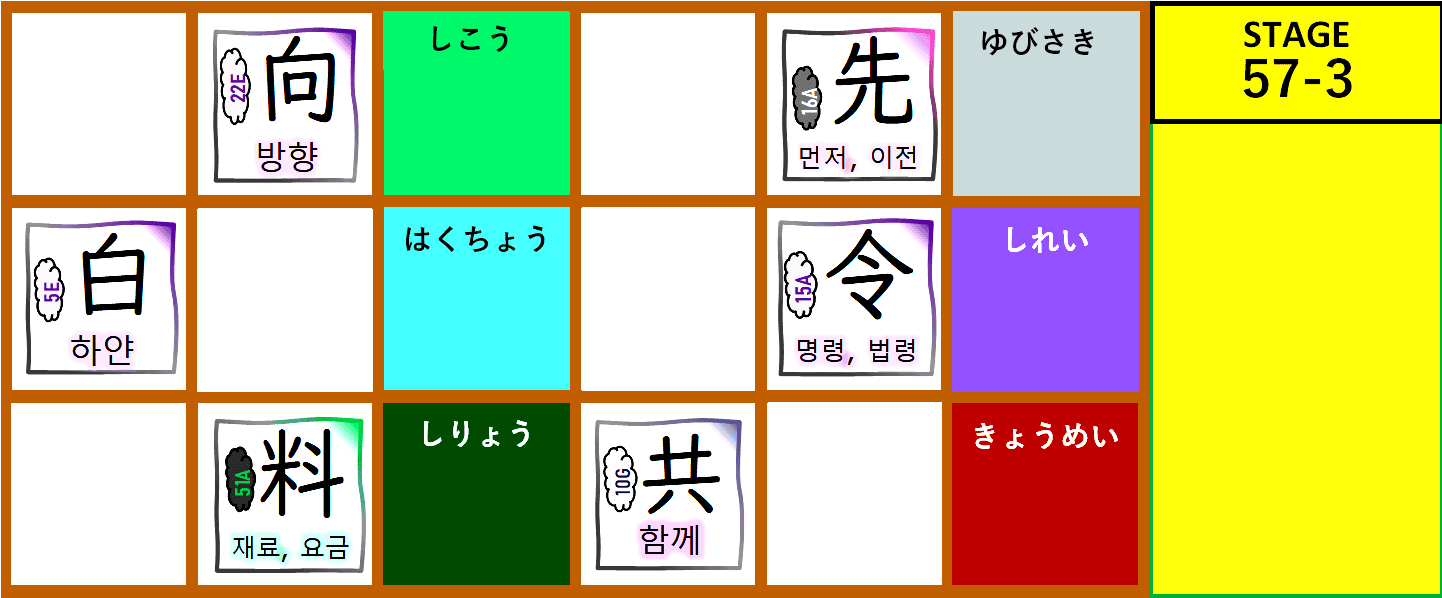 22E
向
방향
しこう
16A
先
먼저, 이전
ゆびさき
STAGE
57-3
5E
白
하얀
はくちょう
15A
令
명령, 법령
しれい
51A
料
재료, 요금
しりょう
10G
共
함께
きょうめい